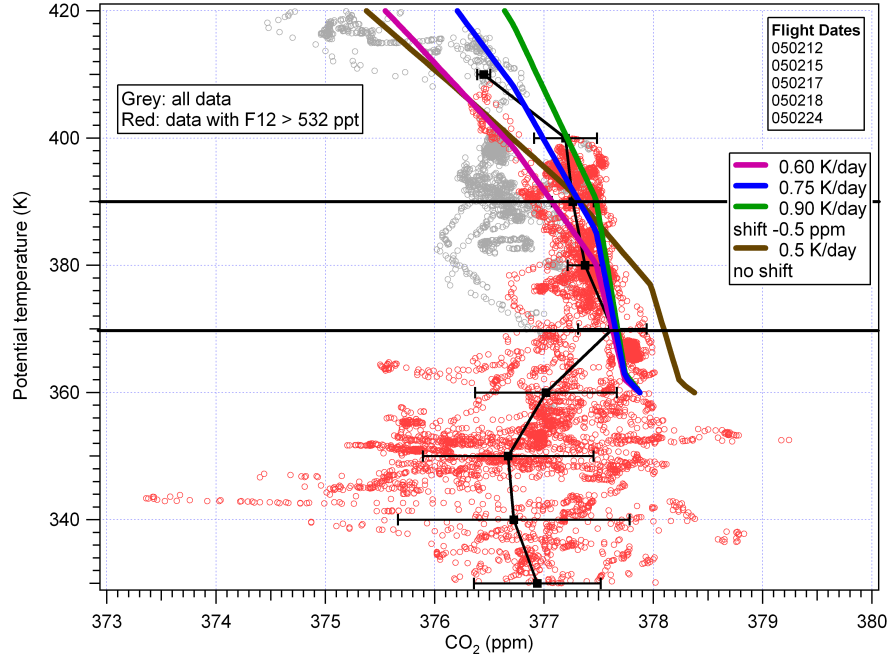 420
400
380
360
340
Potential temperature (K)
373
374
375
376
377
378
379
380
CO2 (ppm)
Grey: all data
Red: data with F12 > 532 ppt
Flight Dates
050212
050215
050217
050218
050224
0.60 K/day
0.75 K/day
0.90 K/day
shift -0.5 ppm
0.5 K/day
no shift